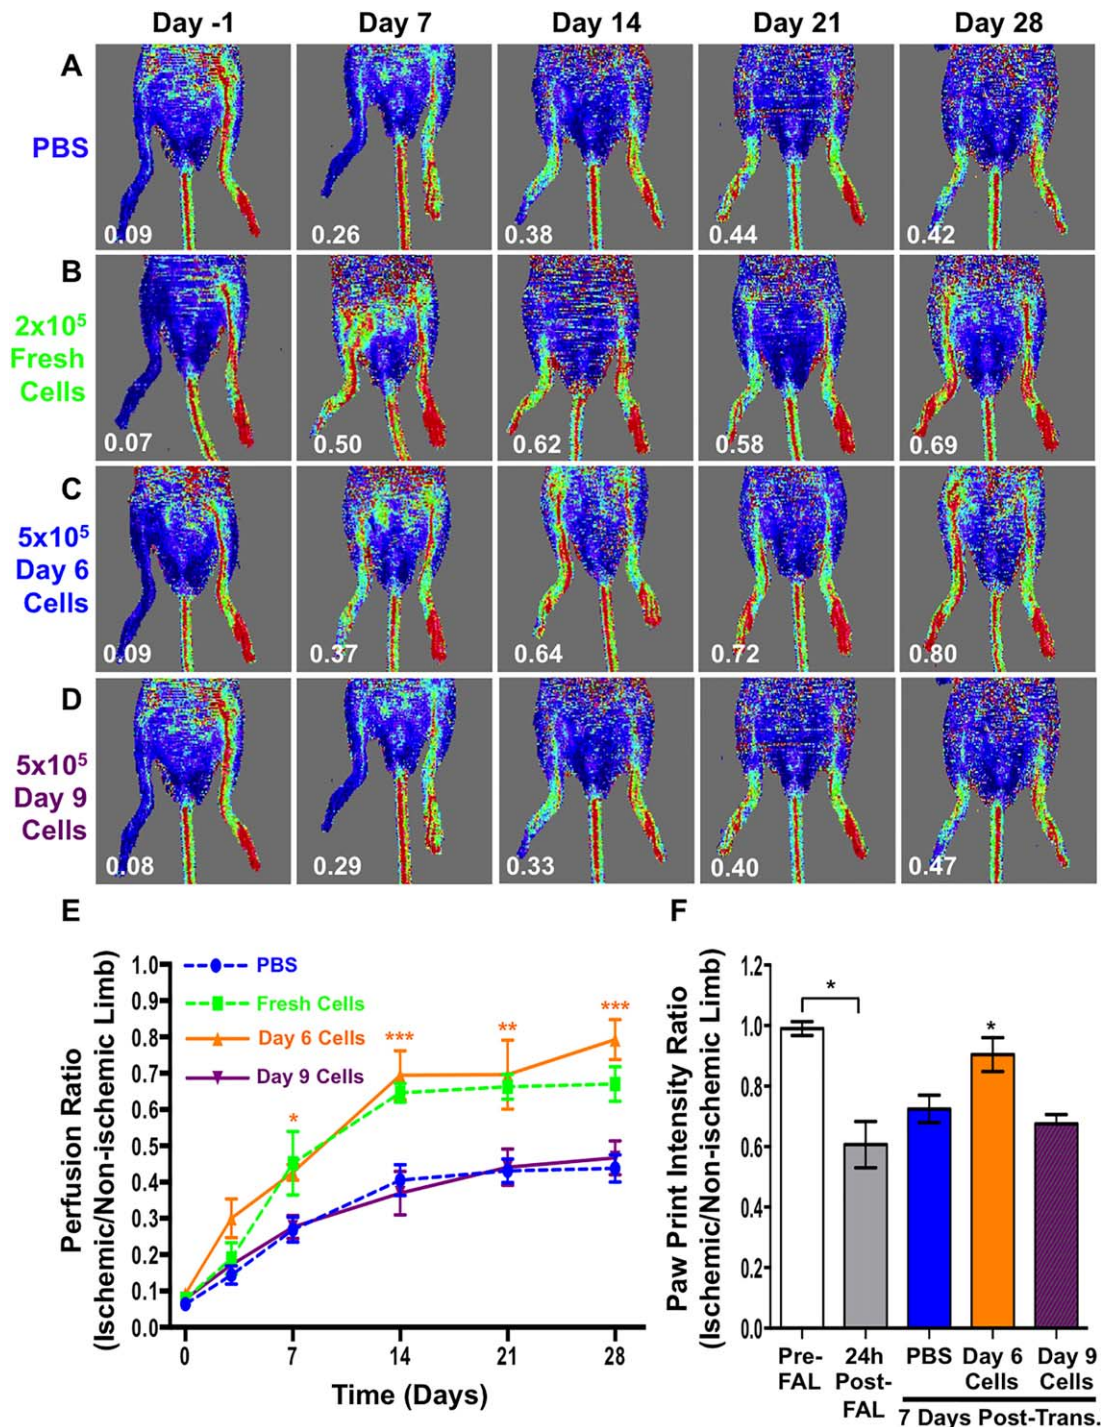 Day -1 Day 7 Day 14 Day 21 Day 28
A
PBS
0.09 0.26 0.38 0.44 0.42
B
2x10⁵
Fresh
Cells
0.07 0.50 0.62 0.58 0.69
C
5x10⁵
Day 6
Cells
0.09 0.37 0.64 0.72 0.80
D
5x10⁵
Day 9
Cells
0.08 0.29 0.33 0.40 0.47
E
Perfusion Ratio
(Ischemic/Non-ischemic Limb)
1.0
0.9
0.8
0.7
0.6
0.5
0.4
0.3
0.2
0.1
0.0
PBS
Fresh Cells
Day 6 Cells
Day 9 Cells
*
***
**
***
0 7 14 21 28
Time (Days)
F
Paw Print Intensity Ratio
(Ischemic/Non-ischemic Limb)
1.2
1.0
0.8
0.6
0.4
0.2
0.0
*
*
Pre-
FAL
24h
Post-
FAL
PBS
Day 6
Cells
Day 9
Cells
7 Days Post-Trans.